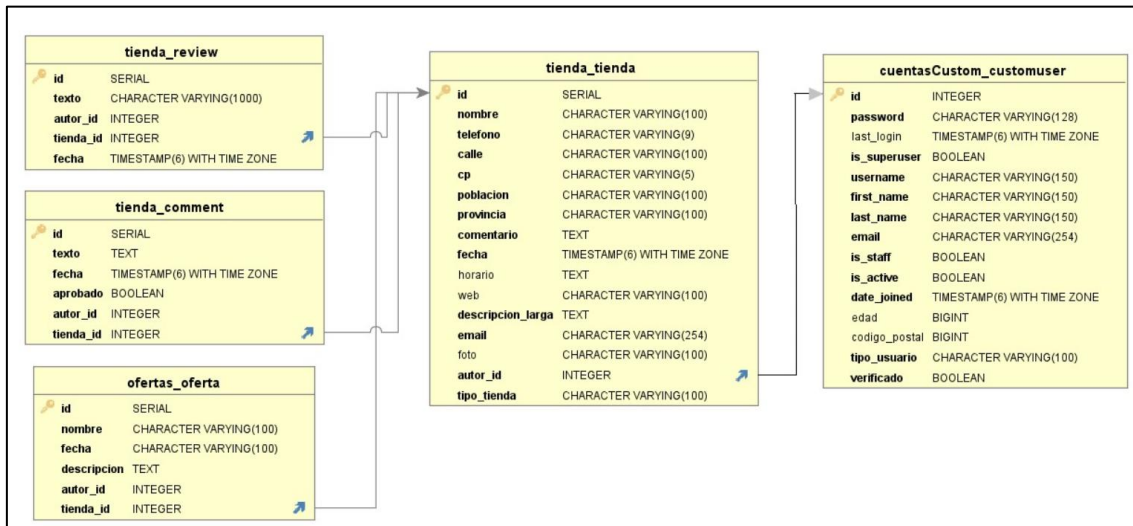 tienda_review
id SERIAL
texto CHARACTER VARYING(1000)
autor_id INTEGER
tienda_id INTEGER
fecha TIMESTAMP(6) WITH TIME ZONE
tienda_comment
id SERIAL
texto TEXT
fecha TIMESTAMP(6) WITH TIME ZONE
aprobado BOOLEAN
autor_id INTEGER
tienda_id INTEGER
ofertas_oferta
id SERIAL
nombre CHARACTER VARYING(100)
fecha CHARACTER VARYING(100)
descripcion TEXT
autor_id INTEGER
tienda_id INTEGER
tienda_tienda
id SERIAL
nombre CHARACTER VARYING(100)
telefono CHARACTER VARYING(9)
calle CHARACTER VARYING(100)
cp CHARACTER VARYING(5)
poblacion CHARACTER VARYING(100)
provincia CHARACTER VARYING(100)
comentario TEXT
fecha TIMESTAMP(6) WITH TIME ZONE
horario TEXT
web CHARACTER VARYING(100)
descripcion_larga TEXT
email CHARACTER VARYING(254)
foto CHARACTER VARYING(100)
autor_id INTEGER
tipo_tienda CHARACTER VARYING(100)
cuentasCustom_customuser
id INTEGER
password CHARACTER VARYING(128)
last_login TIMESTAMP(6) WITH TIME ZONE
is_superuser BOOLEAN
username CHARACTER VARYING(150)
first_name CHARACTER VARYING(150)
last_name CHARACTER VARYING(150)
email CHARACTER VARYING(254)
is_staff BOOLEAN
is_active BOOLEAN
date_joined TIMESTAMP(6) WITH TIME ZONE
edad BIGINT
codigo_postal BIGINT
tipo_usuario CHARACTER VARYING(100)
verificado BOOLEAN